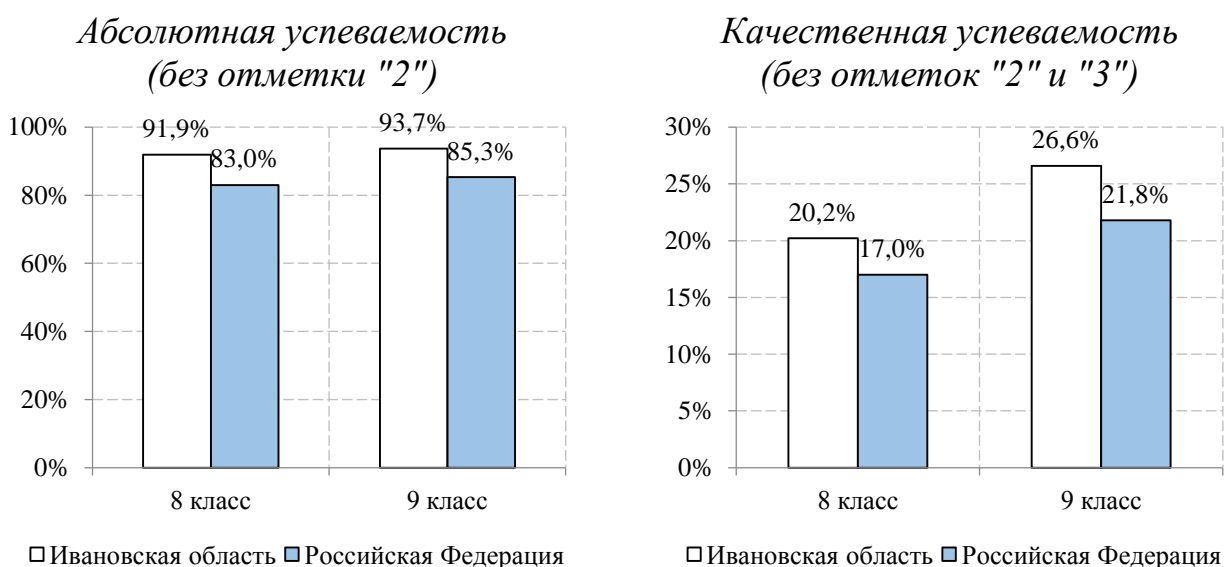 Абсолютная успеваемость
(без отметки "2")
100%
80%
60%
40%
20%
0%
91,9%
83,0%
93,7%
85,3%
8 класс
9 класс
Ивановская область
Российская Федерация
Качественная успеваемость
(без отметок "2" и "3")
30%
25%
20%
15%
10%
5%
0%
20,2%
17,0%
26,6%
21,8%
8 класс
9 класс
Ивановская область
Российская Федерация